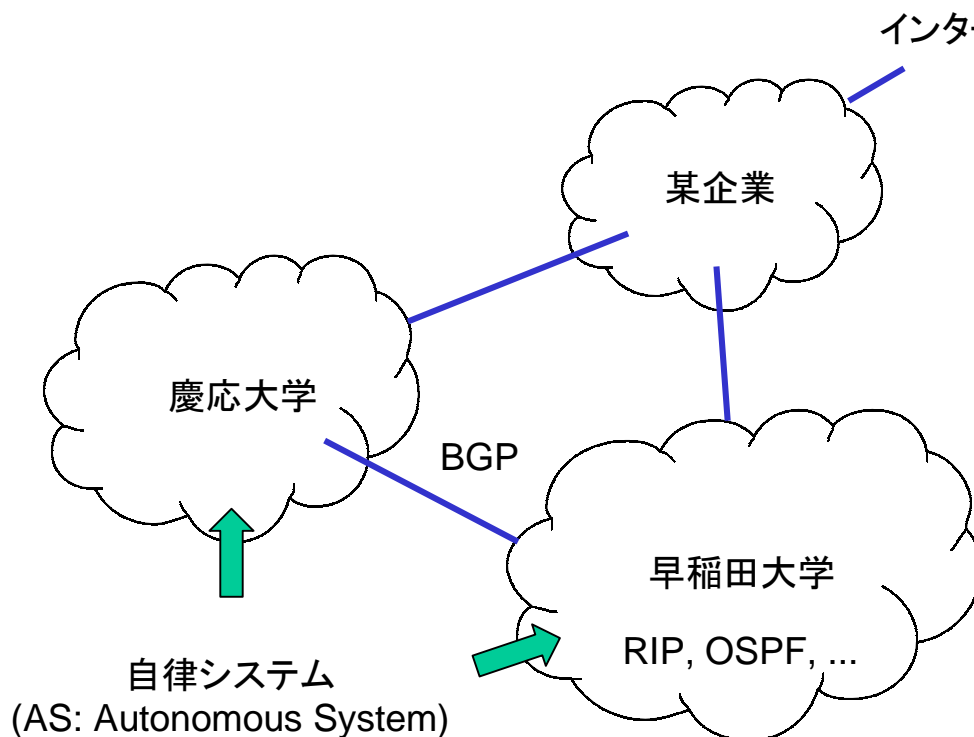 インタ
某企業
慶応大学
BGP
早稲田大学
RIP, OSPF, ...
自律システム
(AS: Autonomous System)